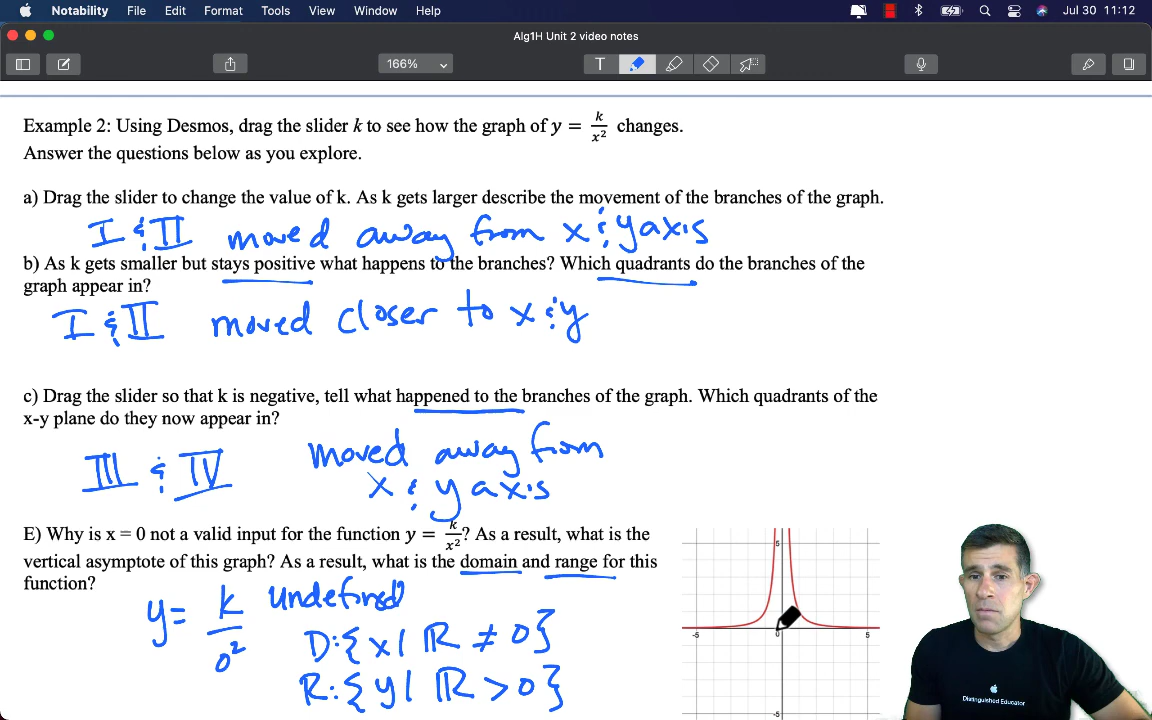 Notability File Edit Format Tools View Window Help Jul 30 11:12
Alg1H Unit 2 video notes
166% T
Example 2: Using Desmos, drag the slider k to see how the graph of y = k/x² changes.
Answer the questions below as you explore.
a) Drag the slider to change the value of k. As k gets larger describe the movement of the branches of the graph.
I & II moved away from x & y axis
b) As k gets smaller but stays positive what happens to the branches? Which quadrants do the branches of the
graph appear in?
I & II moved closer to x & y
c) Drag the slider so that k is negative, tell what happened to the branches of the graph. Which quadrants of the
x-y plane do they now appear in?
III & IV moved away from
x & y axis
E) Why is x = 0 not a valid input for the function y = k/x²? As a result, what is the
vertical asymptote of this graph? As a result, what is the domain and range for this
function?
y = k/0² undefined
D: {x | ℝ ≠ 0}
R: {y | ℝ > 0}
5
-5 0 5
-5
Distinguished Educator